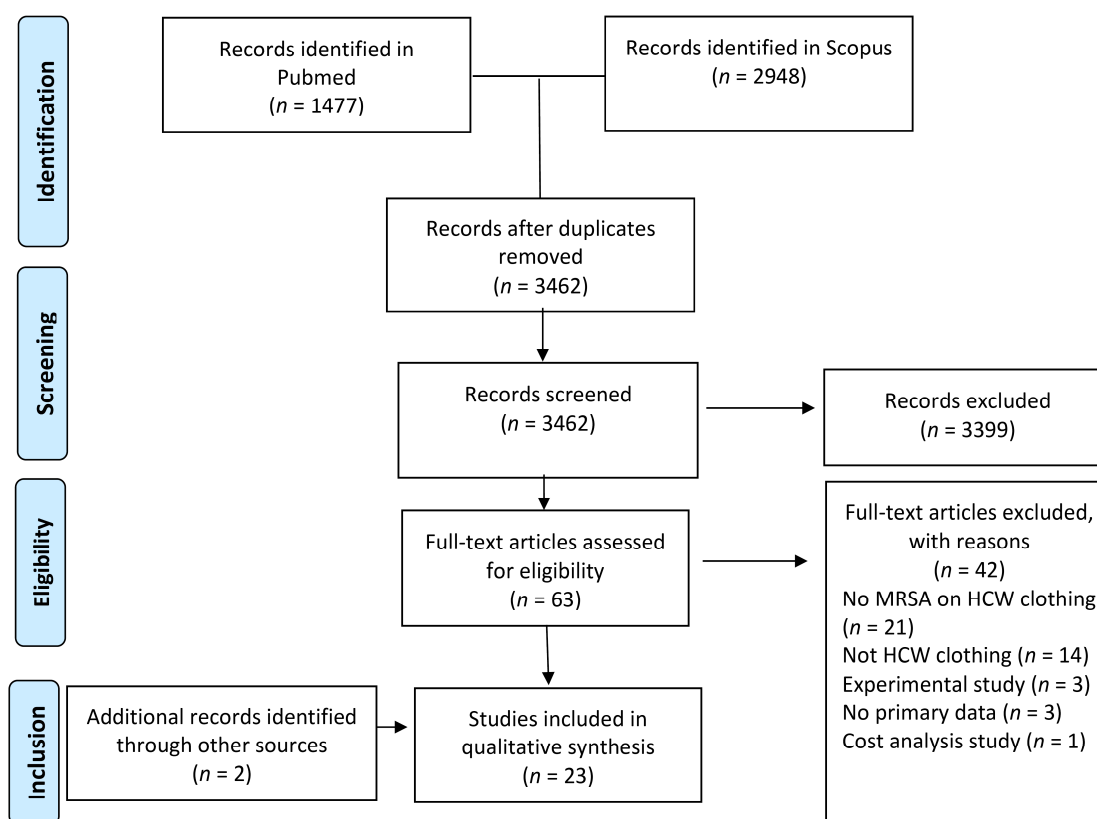 Identification
Records identified in
Pubmed
(n = 1477)
Records identified in Scopus
(n = 2948)
Records after duplicates
removed
(n = 3462)
Screening
Records screened
(n = 3462)
Records excluded
(n = 3399)
Eligibility
Full-text articles assessed
for eligibility
(n = 63)
Full-text articles excluded,
with reasons
(n = 42)
No MRSA on HCW clothing
(n = 21)
Not HCW clothing (n = 14)
Experimental study (n = 3)
No primary data (n = 3)
Cost analysis study (n = 1)
Inclusion
Additional records identified
through other sources
(n = 2)
Studies included in
qualitative synthesis
(n = 23)